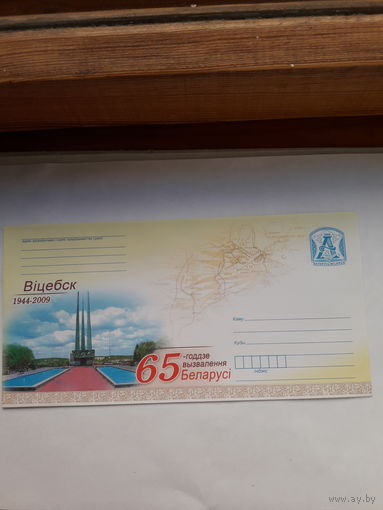 Віцебск
1944-2009
А
Каму
Куды
індэкс
65
-годдзе
вызвалення
Беларусі
www.ay.by